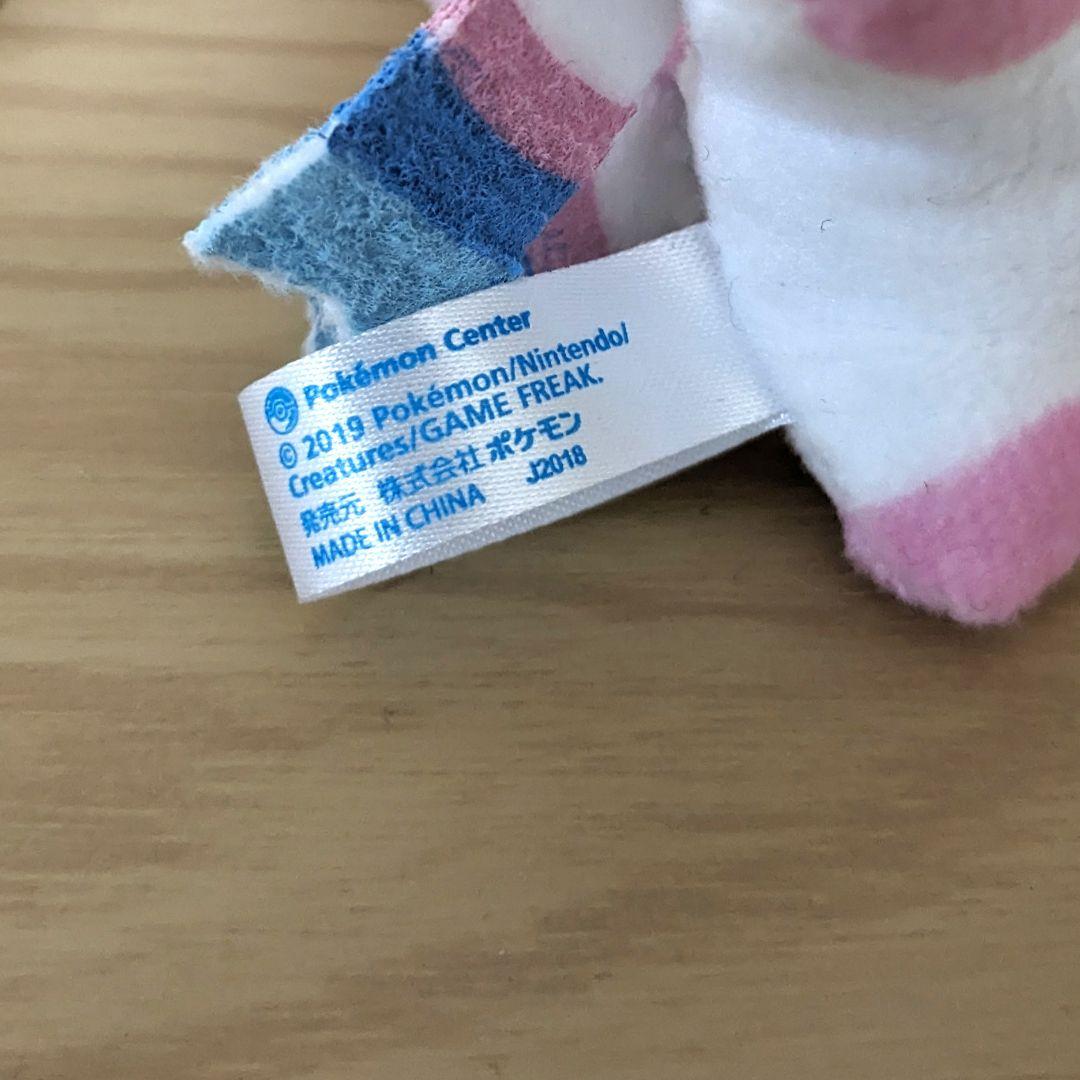 Pokémon Center
© 2019 Pokémon/Nintendo/
Creatures/GAME FREAK.
発売元 株式会社ポケモン
MADE IN CHINA J2018